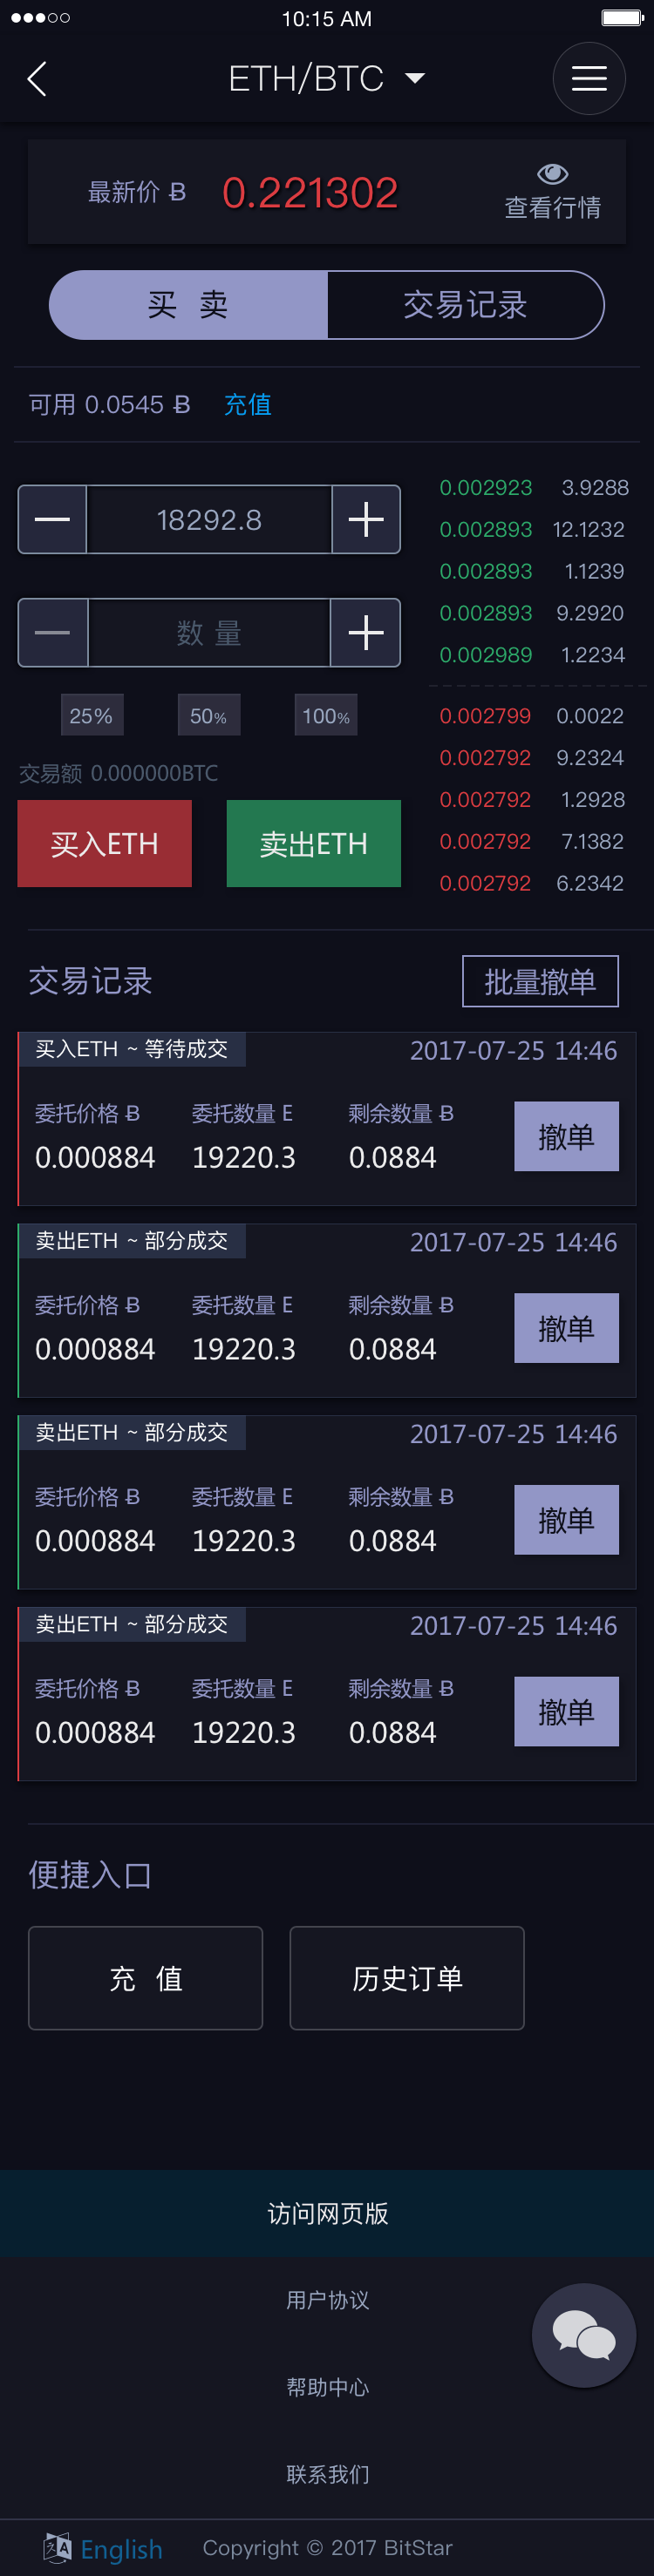 10:15 AM
ETH/BTC
最新价 Ƀ 0.221302 查看行情
买 卖 交易记录
可用 0.0545 Ƀ 充值
18292.8
数 量
25% 50% 100%
交易额 0.000000BTC
买入ETH 卖出ETH
0.002923 3.9288
0.002893 12.1232
0.002893 1.1239
0.002893 9.2920
0.002989 1.2234
0.002799 0.0022
0.002792 9.2324
0.002792 1.2928
0.002792 7.1382
0.002792 6.2342
交易记录 批量撤单
买入ETH ~ 等待成交 2017-07-25 14:46
委托价格 Ƀ 委托数量 E 剩余数量 Ƀ
0.000884 19220.3 0.0884 撤单
卖出ETH ~ 部分成交 2017-07-25 14:46
委托价格 Ƀ 委托数量 E 剩余数量 Ƀ
0.000884 19220.3 0.0884 撤单
卖出ETH ~ 部分成交 2017-07-25 14:46
委托价格 Ƀ 委托数量 E 剩余数量 Ƀ
0.000884 19220.3 0.0884 撤单
卖出ETH ~ 部分成交 2017-07-25 14:46
委托价格 Ƀ 委托数量 E 剩余数量 Ƀ
0.000884 19220.3 0.0884 撤单
便捷入口
充 值 历史订单
访问网页版
用户协议
帮助中心
联系我们
English Copyright © 2017 BitStar